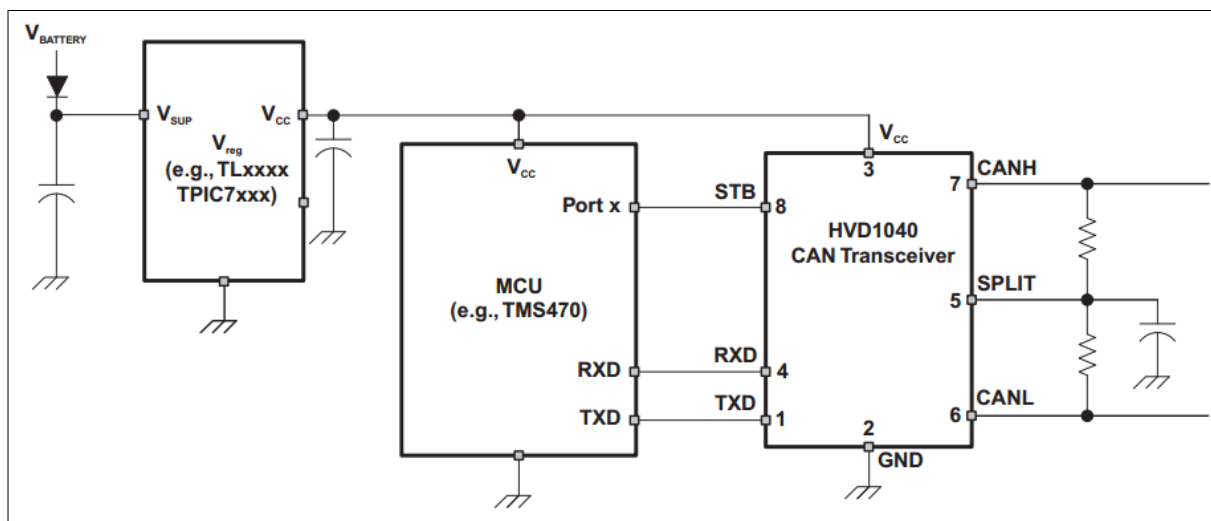 VBATTERY
VSUP
VCC
Vreg
(e.g., TLxxxx
TPIC7xxx)
VCC
Port x
MCU
(e.g., TMS470)
RXD
TXD
STB
RXD
TXD
VCC
3
8
4
1
HVD1040
CAN Transceiver
2
GND
7
CANH
5
SPLIT
6
CANL